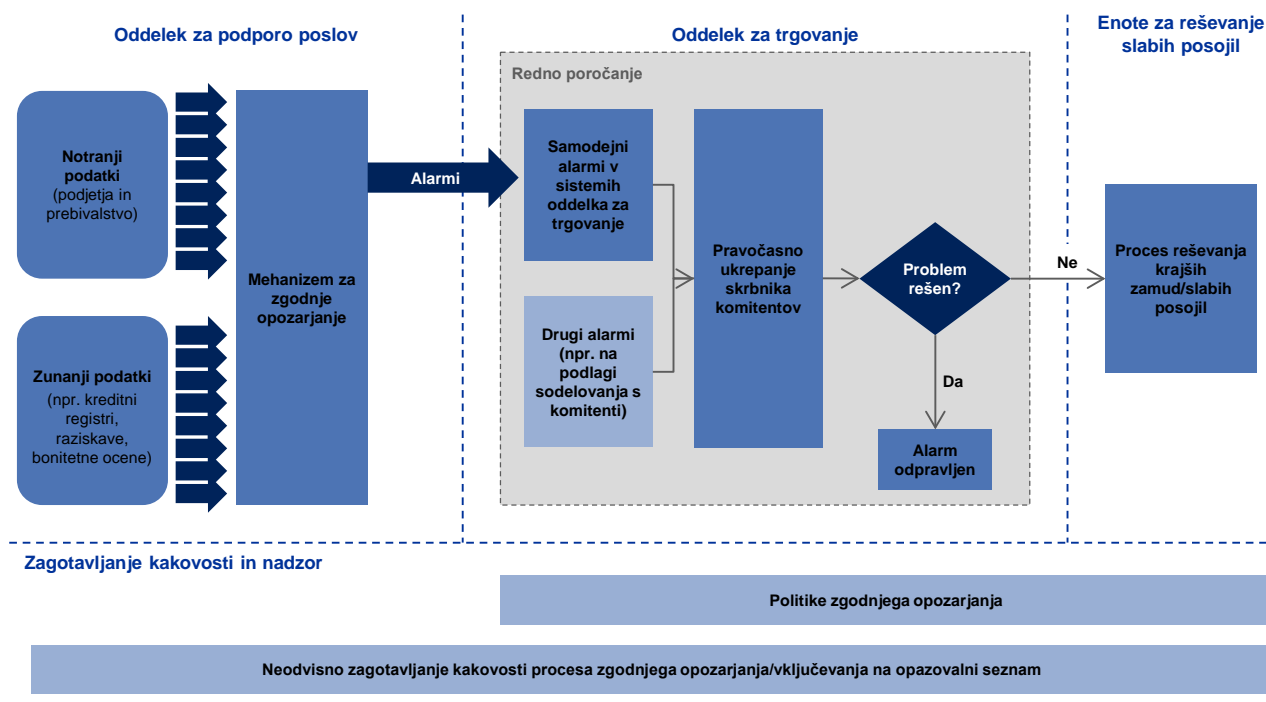 Oddelek za podporo poslov
Oddelek za trgovanje
Enote za reševanje
slabih posojil
Redno poročanje
Notranji
podatki
(podjetja in
prebivalstvo)
Zunanji podatki
(npr. kreditni
registri,
raziskave,
bonitetne ocene)
Mehanizem za
zgodnje
opozarjanje
Alarmi
Samodejni
alarmi v
sistemih
oddelka za
trgovanje
Drugi alarmi
(npr. na
podlagi
sodelovanja s
komitenti)
Pravočasno
ukrepanje
skrbnika
komitentov
Problem
rešen?
Ne
Da
Alarm
odpravljen
Proces reševanja
krajših
zamud/slabih
posojil
Zagotavljanje kakovosti in nadzor
Politike zgodnjega opozarjanja
Neodvisno zagotavljanje kakovosti procesa zgodnjega opozarjanja/vključevanja na opazovalni seznam